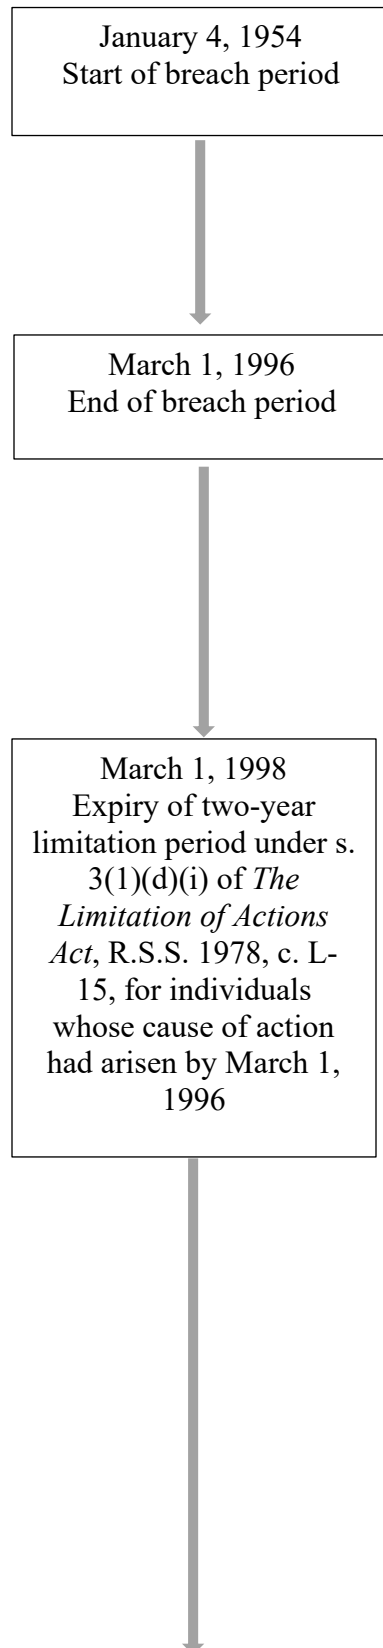 January 4, 1954
Start of breach period
March 1, 1996
End of breach period
March 1, 1998
Expiry of two-year
limitation period under s.
3(1)(d)(i) of The
Limitation of Actions
Act, R.S.S. 1978, c. L-
15, for individuals
whose cause of action
had arisen by March 1,
1996